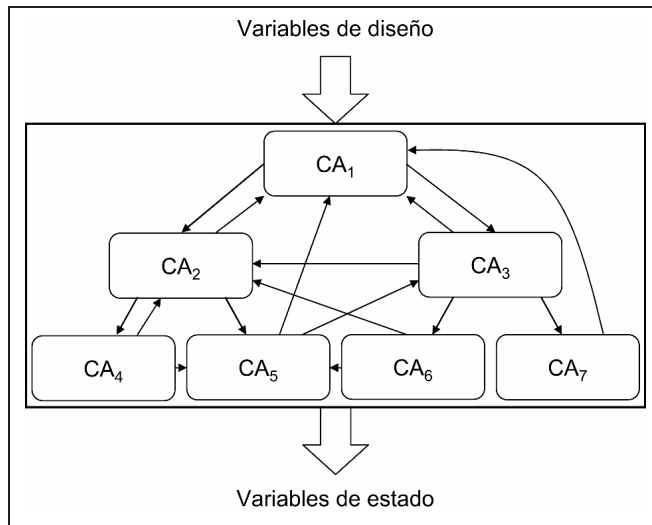 Variables de diseño
CA₁
CA₂
CA₃
CA₄
CA₅
CA₆
CA₇
Variables de estado